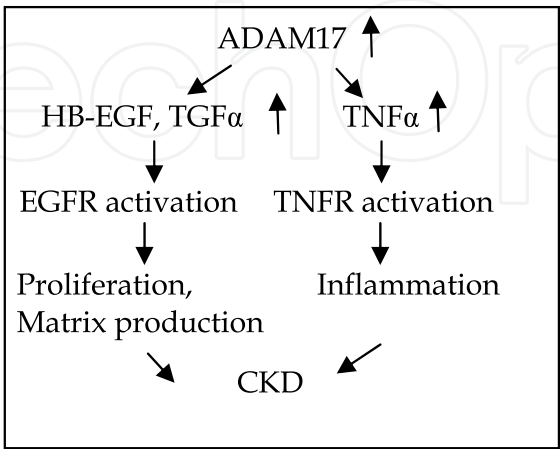 ADAM17
HB-EGF, TGFα TNFα
EGFR activation TNFR activation
Proliferation, Inflammation
Matrix production
CKD